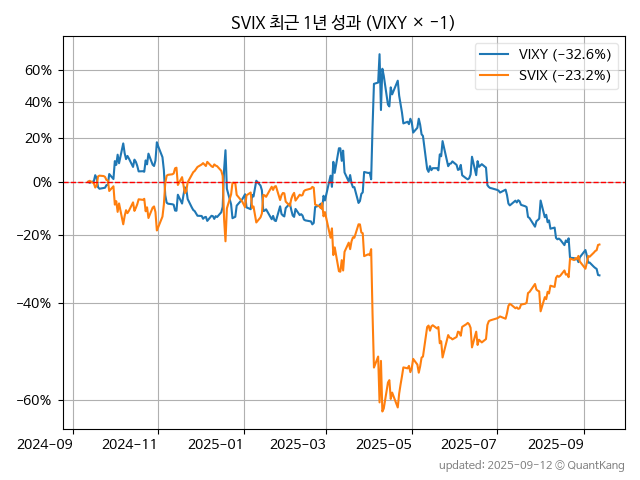 SVIX 최근 1년 성과 (VIXY × −1)
VIXY (−32.6%)
SVIX (−23.2%)
60%
40%
20%
0%
−20%
−40%
−60%
2024−09 2024−11 2025−01 2025−03 2025−05 2025−07 2025−09
updated: 2025−09−12 © QuantKang